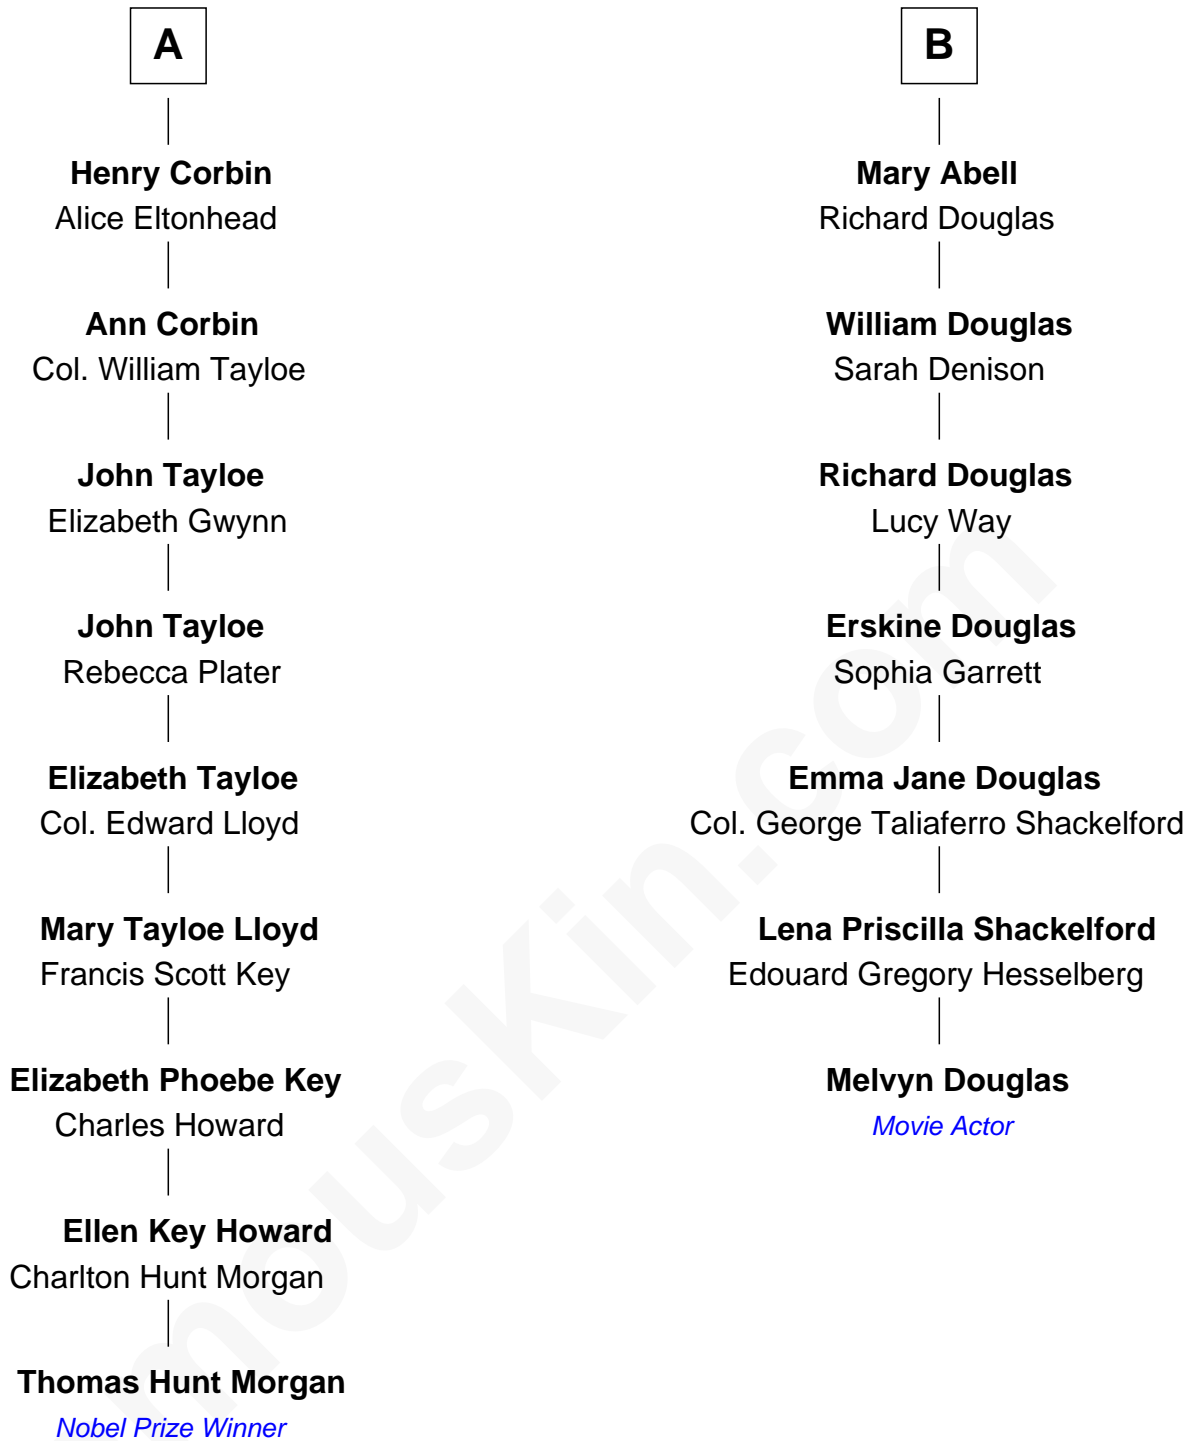 A
Henry Corbin
Alice Eltonhead
Ann Corbin
Col. William Tayloe
John Tayloe
Elizabeth Gwynn
John Tayloe
Rebecca Plater
Elizabeth Tayloe
Col. Edward Lloyd
Mary Tayloe Lloyd
Francis Scott Key
Elizabeth Phoebe Key
Charles Howard
Ellen Key Howard
Charlton Hunt Morgan
Thomas Hunt Morgan
Nobel Prize Winner
B
Mary Abell
Richard Douglas
William Douglas
Sarah Denison
Richard Douglas
Lucy Way
Erskine Douglas
Sophia Garrett
Emma Jane Douglas
Col. George Taliaferro Shackelford
Lena Priscilla Shackelford
Edouard Gregory Hesselberg
Melvyn Douglas
Movie Actor
mousKin.com